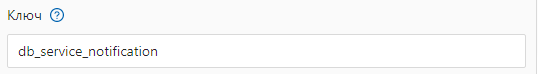 Ключ
db_service_notification